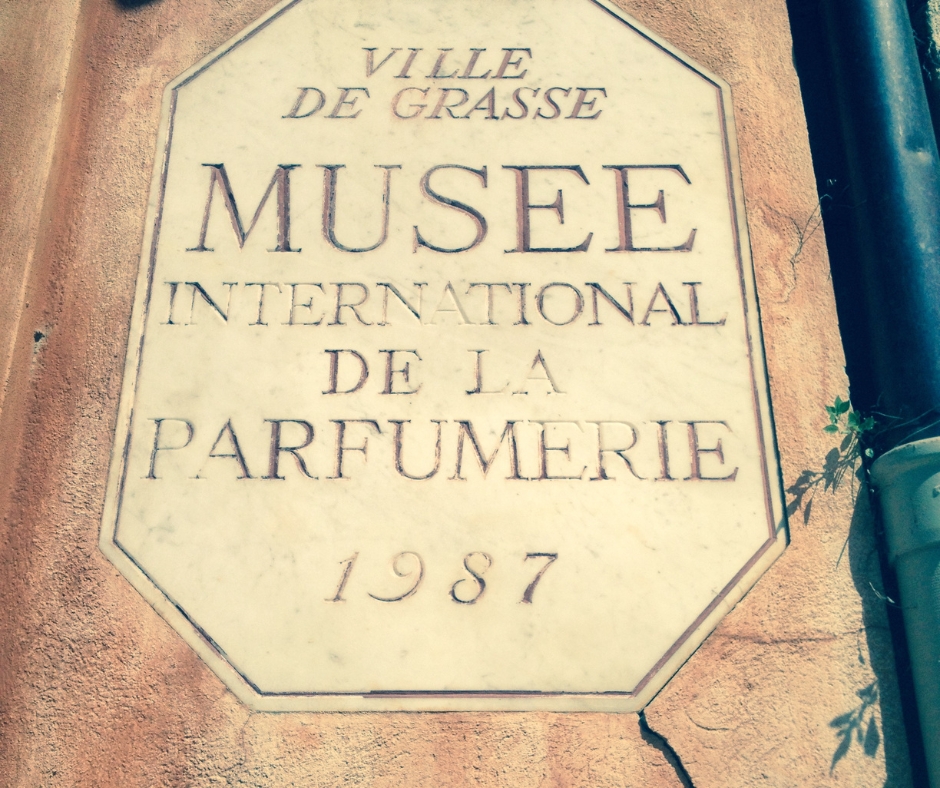 VILLE
DE GRASSE
MUSEE
INTERNATIONAL
DE LA
PARFUMERIE
1987